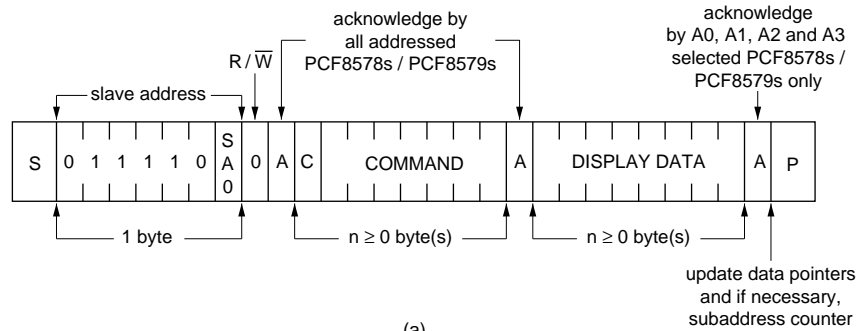 acknowledge by
all addressed
PCF8578s / PCF8579s
acknowledge
by A0, A1, A2 and A3
selected PCF8578s /
PCF8579s only
R / W
slave address
S 0 1 1 1 1 0 S A 0 0 A C COMMAND A DISPLAY DATA A P
1 byte
n ≥ 0 byte(s)
n ≥ 0 byte(s)
update data pointers
and if necessary,
subaddress counter
(a)